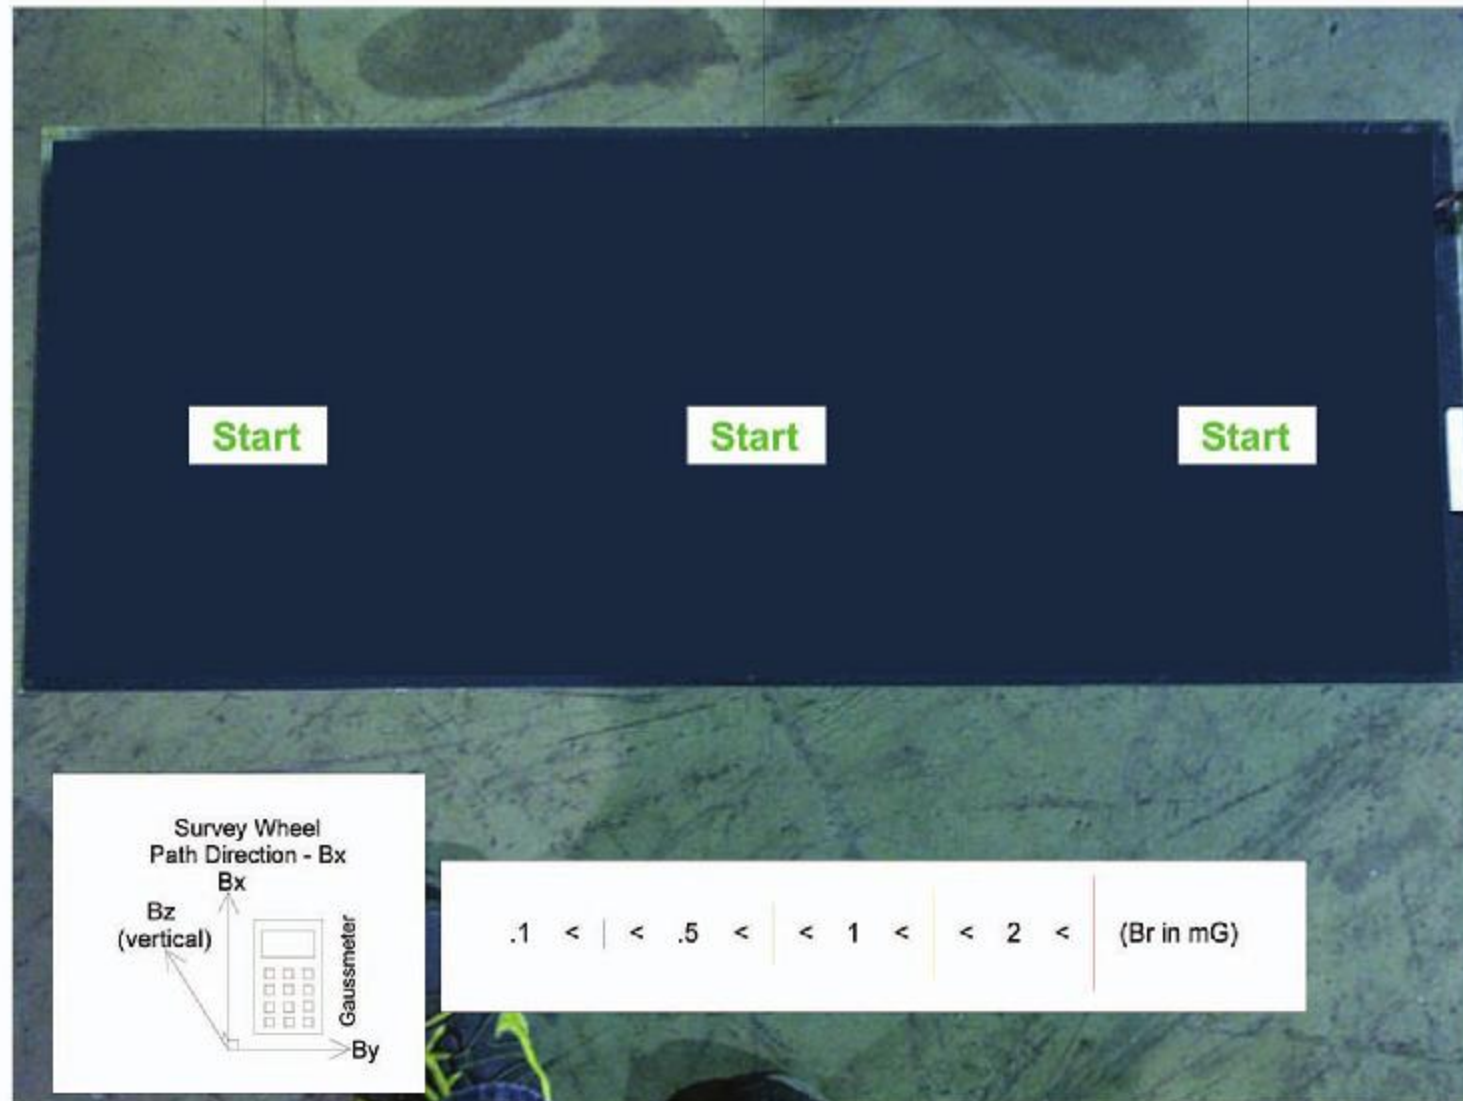 Start
Start
Start
Survey Wheel
Path Direction - Bx
Bx
Bz
(vertical)
Gaussmeter
By
.1 < | < .5 < | < 1 < | < 2 < | (Br in mG)